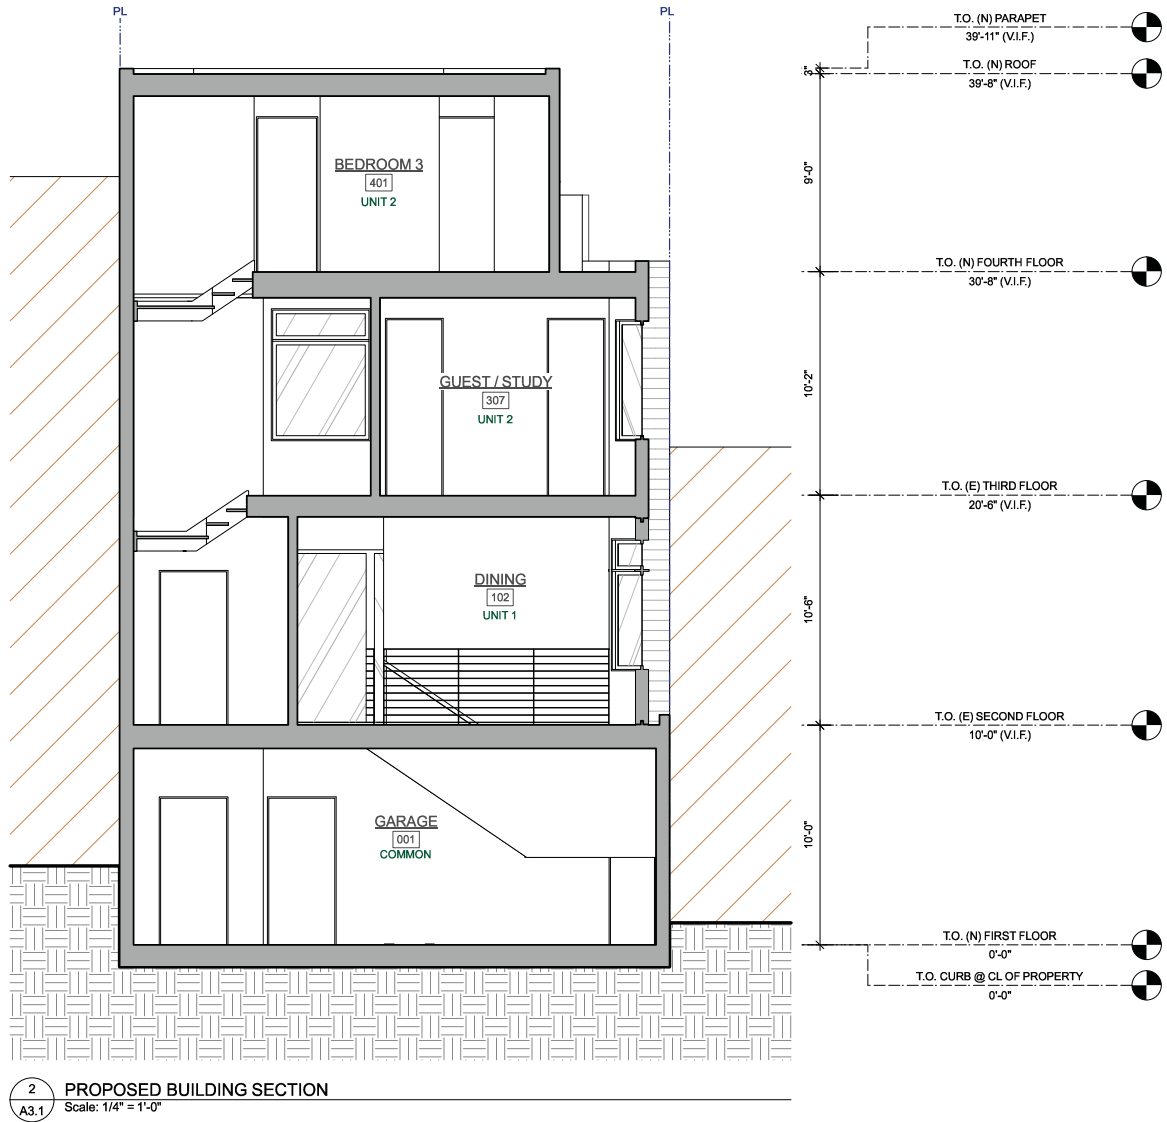 PL
PL
T.O. (N) PARAPET
39'-11" (V.I.F.)
3"
T.O. (N) ROOF
39'-8" (V.I.F.)
9'-0"
BEDROOM 3
401
UNIT 2
T.O. (N) FOURTH FLOOR
30'-8" (V.I.F.)
10'-2"
GUEST / STUDY
307
UNIT 2
T.O. (E) THIRD FLOOR
20'-6" (V.I.F.)
10'-6"
DINING
102
UNIT 1
T.O. (E) SECOND FLOOR
10'-0" (V.I.F.)
10'-0"
GARAGE
001
COMMON
T.O. (N) FIRST FLOOR
0'-0"
T.O. CURB @ CL OF PROPERTY
0'-0"
2
A3.1
PROPOSED BUILDING SECTION
Scale: 1/4" = 1'-0"